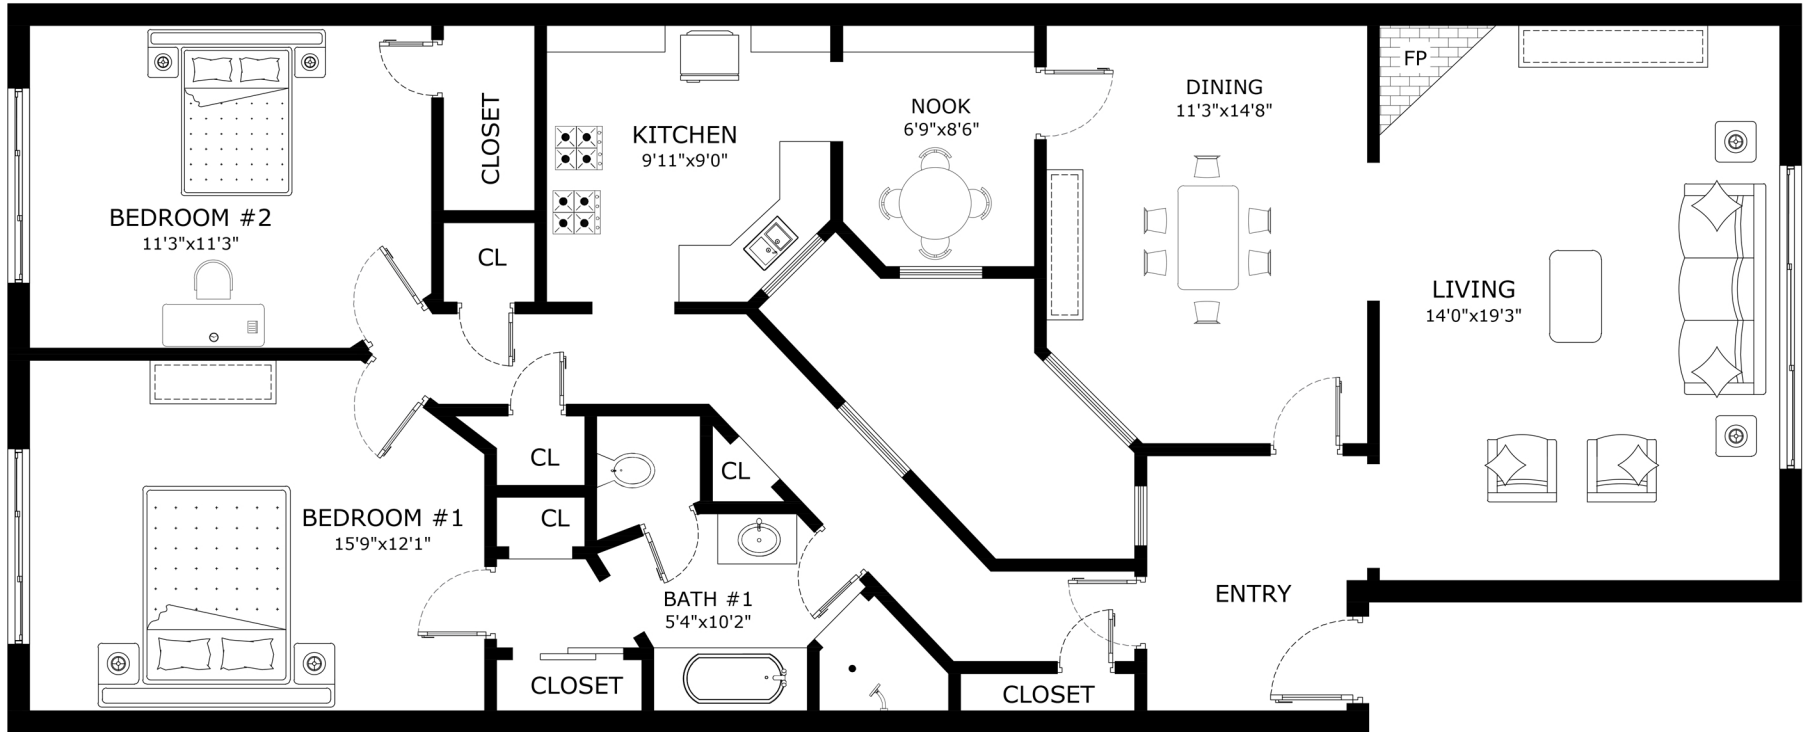 BEDROOM #2
11'3"x11'3"
CLOSET
CL
KITCHEN
9'11"x9'0"
NOOK
6'9"x8'6"
DINING
11'3"x14'8"
FP
LIVING
14'0"x19'3"
BEDROOM #1
15'9"x12'1"
CL
CL
CL
BATH #1
5'4"x10'2"
CLOSET
CLOSET
ENTRY